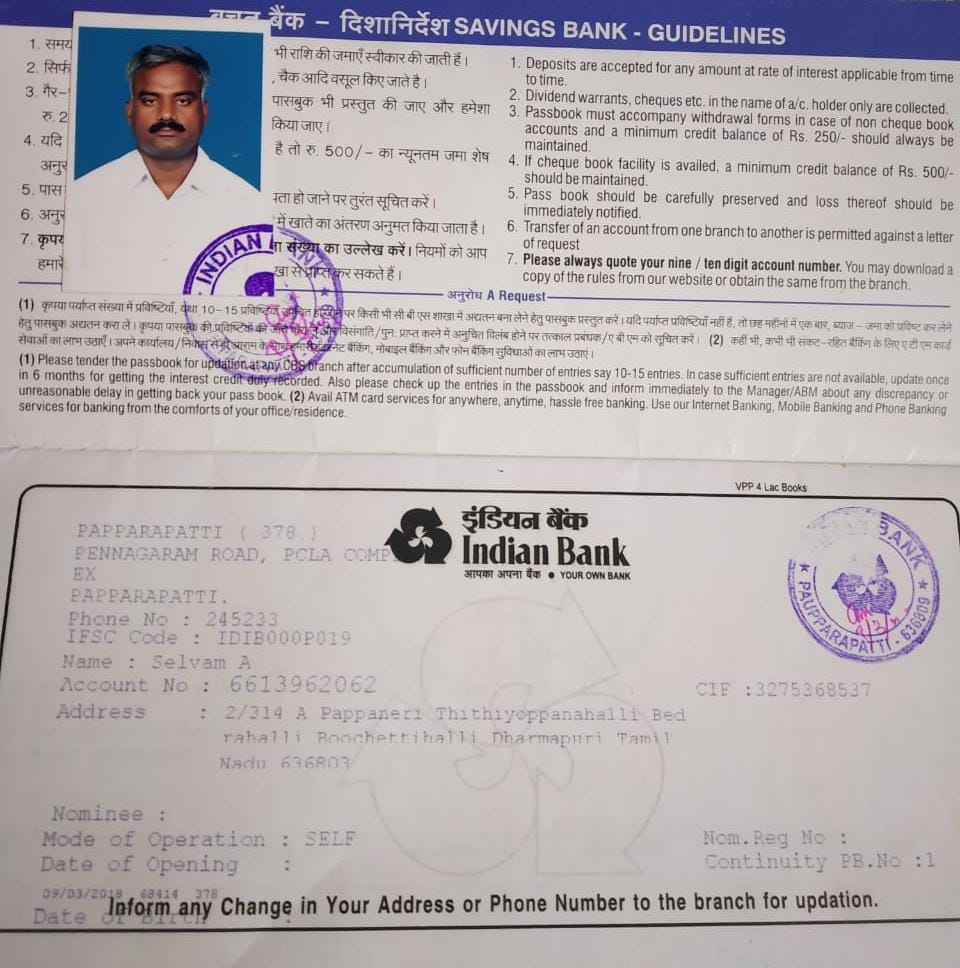 बचत बैंक – दिशानिर्देश SAVINGS BANK - GUIDELINES
1. समय
भी राशि की जमाएँ स्वीकार की जाती हैं।
2. सिर्फ
, चैक आदि वसूल किए जाते है।
3. गैर–
पासबुक भी प्रस्तुत की जाए और हमेशा
रु. 2
किया जाए।
4. यदि
है तो रु. 500/– का न्यूनतम जमा शेष
अनुर
5. पास
यता हो जाने पर तुरंत सूचित करें।
6. अनुर
में खाते का अंतरण अनुमत किया जाता है।
7. कृपय
संख्या का उल्लेख करें। नियमों को आप
हमारे
खा से प्राप्त कर सकते हैं।
1. Deposits are accepted for any amount at rate of interest applicable from time
to time.
2. Dividend warrants, cheques etc. in the name of a/c. holder only are collected.
3. Passbook must accompany withdrawal forms in case of non cheque book
accounts and a minimum credit balance of Rs. 250/- should always be
maintained.
4. If cheque book facility is availed, a minimum credit balance of Rs. 500/-
should be maintained.
5. Pass book should be carefully preserved and loss thereof should be
immediately notified.
6. Transfer of an account from one branch to another is permitted against a letter
of request
7. Please always quote your nine / ten digit account number. You may download a
copy of the rules from our website or obtain the same from the branch.
INDIAN
अनुरोध A Request
(1) कृपया पर्याप्त संख्या में प्रविष्टियाँ, यथा 10–15 प्रविष्टियाँ पर किसी भी सी बी एस शाखा में अद्यतन बना लेने हेतु पासबुक प्रस्तुत करें। यदि पर्याप्त प्रविष्टियाँ नहीं हैं, तो छह महीनों में एक बार, ब्याज – जमा को प्रविष्ट कर लेने
हेतु पासबुक अद्यतन करा लें। कृपया पासबुक की प्रविष्टियों की विसंगति/पुन: प्राप्त करने में अनुचित विलंब होने पर तत्काल प्रबंधक/ए बी एम को सूचित करें। (2) कहीं भी, कभी भी संकट–रहित बैंकिंग के लिए ए टी एम कार्ड
सेवाओं का लाभ उठाएँ। अपने कार्यालय/निवास से ही आराम के नेट बैंकिंग, मोबाइल बैंकिंग और फोन बैंकिंग सुविधाओं का लाभ उठाएं।
(1) Please tender the passbook for updation at any CBS branch after accumulation of sufficient number of entries say 10-15 entries. In case sufficient entries are not available, update once
in 6 months for getting the interest credit duly recorded. Also please check up the entries in the passbook and inform immediately to the Manager/ABM about any discrepancy or
unreasonable delay in getting back your pass book. (2) Avail ATM card services for anywhere, anytime, hassle free banking. Use our Internet Banking, Mobile Banking and Phone Banking
services for banking from the comforts of your office/residence.
VPP 4 Lac Books
इंडियन बैंक
Indian Bank
आपका अपना बैंक ● YOUR OWN BANK
BANK
PAUPPARAPATTI - 636809
PAPPARAPATTI ( 378 )
PENNAGARAM ROAD, PCLA COMP
EX
PAPPARAPATTI.
Phone No : 245233
IFSC Code : IDIB000P019
Name : Selvam A
Account No : 6613962062
CIF :3275368537
Address : 2/314 A Pappaneri Thithiyoppanahalli Bed
rahalli Boochettihalli Dharmapuri Tamil
Nadu 636803
Nominee :
Mode of Operation : SELF
Nom.Reg No :
Date of Opening :
Continuity PB.No :1
09/03/2018 68414 378
Date of Birth :
Inform any Change in Your Address or Phone Number to the branch for updation.